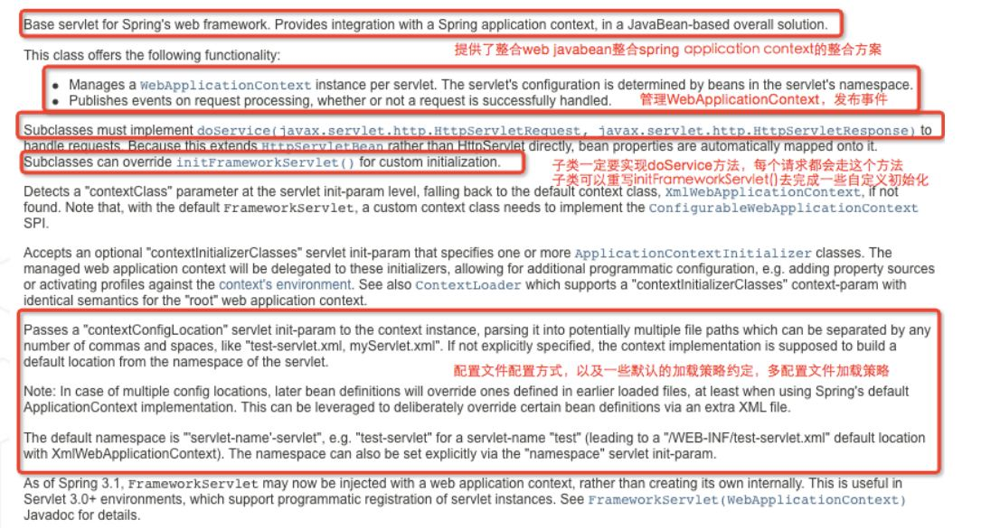 Base servlet for Spring's web framework. Provides integration with a Spring application context, in a JavaBean-based overall solution.
提供了整合web javabean整合spring application context的整合方案
This class offers the following functionality:
• Manages a WebApplicationContext instance per servlet. The servlet's configuration is determined by beans in the servlet's namespace.
• Publishes events on request processing, whether or not a request is successfully handled.
管理WebApplicationContext，发布事件
Subclasses must implement doService(javax.servlet.http.HttpServletRequest, javax.servlet.http.HttpServletResponse) to
handle requests. Because this extends HttpServletBean rather than HttpServlet directly, bean properties are automatically mapped onto it.
Subclasses can override initFrameworkServlet() for custom initialization.
子类一定要实现doService方法，每个请求都会走这个方法
子类可以重写initFrameworkServlet()去完成一些自定义初始化
Detects a "contextClass" parameter at the servlet init-param level, falling back to the default context class, XmlWebApplicationContext, if not
found. Note that, with the default FrameworkServlet, a custom context class needs to implement the ConfigurableWebApplicationContext
SPI.
Accepts an optional "contextInitializerClasses" servlet init-param that specifies one or more ApplicationContextInitializer classes. The
managed web application context will be delegated to these initializers, allowing for additional programmatic configuration, e.g. adding property sources
or activating profiles against the context's environment. See also ContextLoader which supports a "contextInitializerClasses" context-param with
identical semantics for the "root" web application context.
Passes a "contextConfigLocation" servlet init-param to the context instance, parsing it into potentially multiple file paths which can be separated by any
number of commas and spaces, like "test-servlet.xml, myServlet.xml". If not explicitly specified, the context implementation is supposed to build a
default location from the namespace of the servlet.
配置文件配置方式，以及一些默认的加载策略约定，多配置文件加载策略
Note: In case of multiple config locations, later bean definitions will override ones defined in earlier loaded files, at least when using Spring's default
ApplicationContext implementation. This can be leveraged to deliberately override certain bean definitions via an extra XML file.
The default namespace is "'servlet-name'-servlet", e.g. "test-servlet" for a servlet-name "test" (leading to a "/WEB-INF/test-servlet.xml" default location
with XmlWebApplicationContext). The namespace can also be set explicitly via the "namespace" servlet init-param.
As of Spring 3.1, FrameworkServlet may now be injected with a web application context, rather than creating its own internally. This is useful in
Servlet 3.0+ environments, which support programmatic registration of servlet instances. See FrameworkServlet(WebApplicationContext)
Javadoc for details.